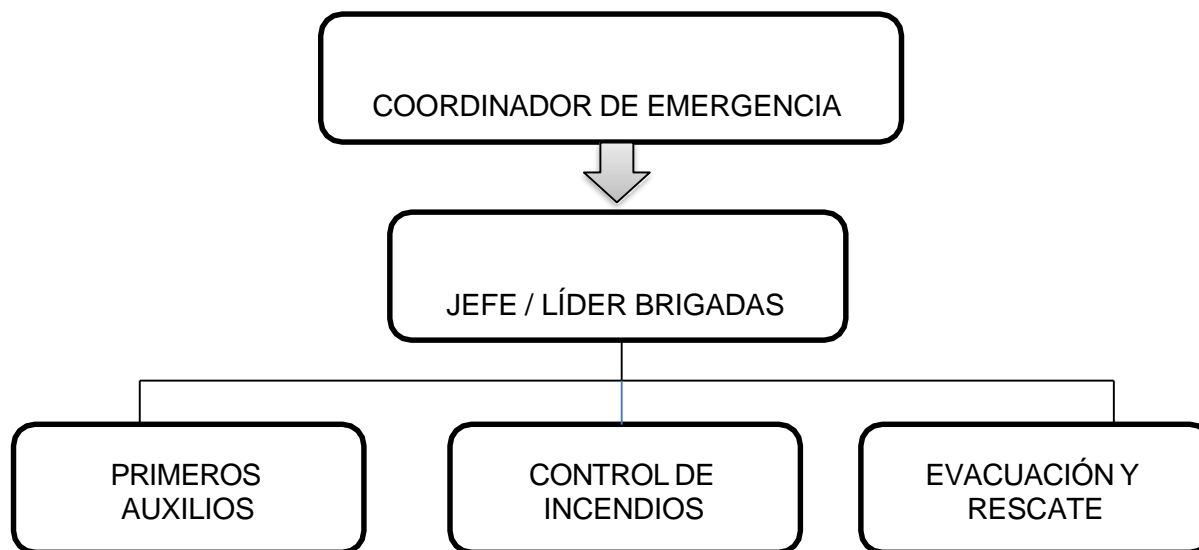 COORDINADOR DE EMERGENCIA
JEFE / LÍDER BRIGADAS
PRIMEROS
AUXILIOS
CONTROL DE
INCENDIOS
EVACUACIÓN Y
RESCATE